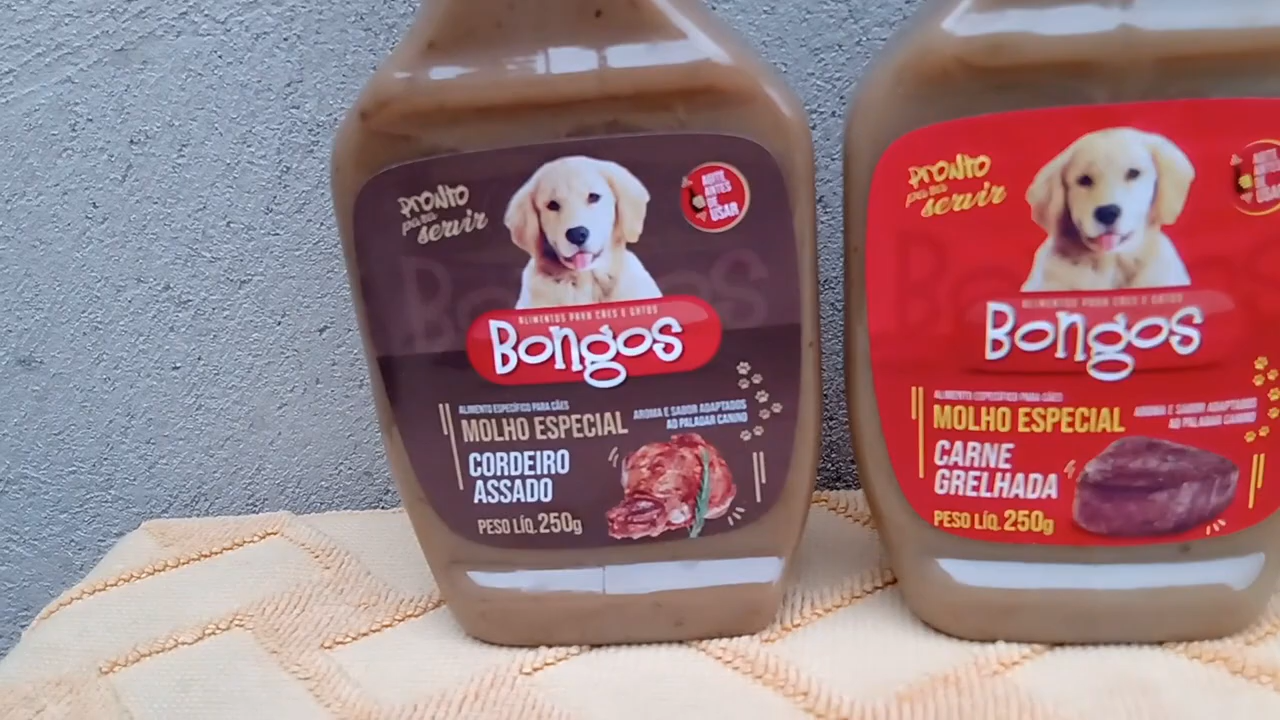 PRONTO
para
servir
AGITE
ANTES
DE
USAR
ALIMENTOS PARA CÃES E GATOS
Bongos
ALIMENTO ESPECÍFICO PARA CÃES
MOLHO ESPECIAL
AROMA E SABOR ADAPTADOS
AO PALADAR CANINO
CORDEIRO
ASSADO
PESO LÍQ. 250g
PRONTO
para
servir
ALIMENTOS PARA CÃES E GATOS
Bongos
ALIMENTO ESPECÍFICO PARA CÃES
MOLHO ESPECIAL
AROMA E SABOR ADAPTADOS
AO PALADAR CANINO
CARNE
GRELHADA
PESO LÍQ. 250g